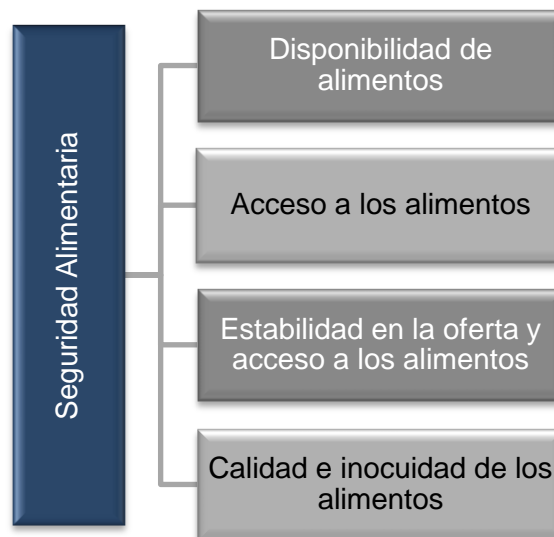 Seguridad Alimentaria
Disponibilidad de
alimentos
Acceso a los alimentos
Estabilidad en la oferta y
acceso a los alimentos
Calidad e inocuidad de los
alimentos